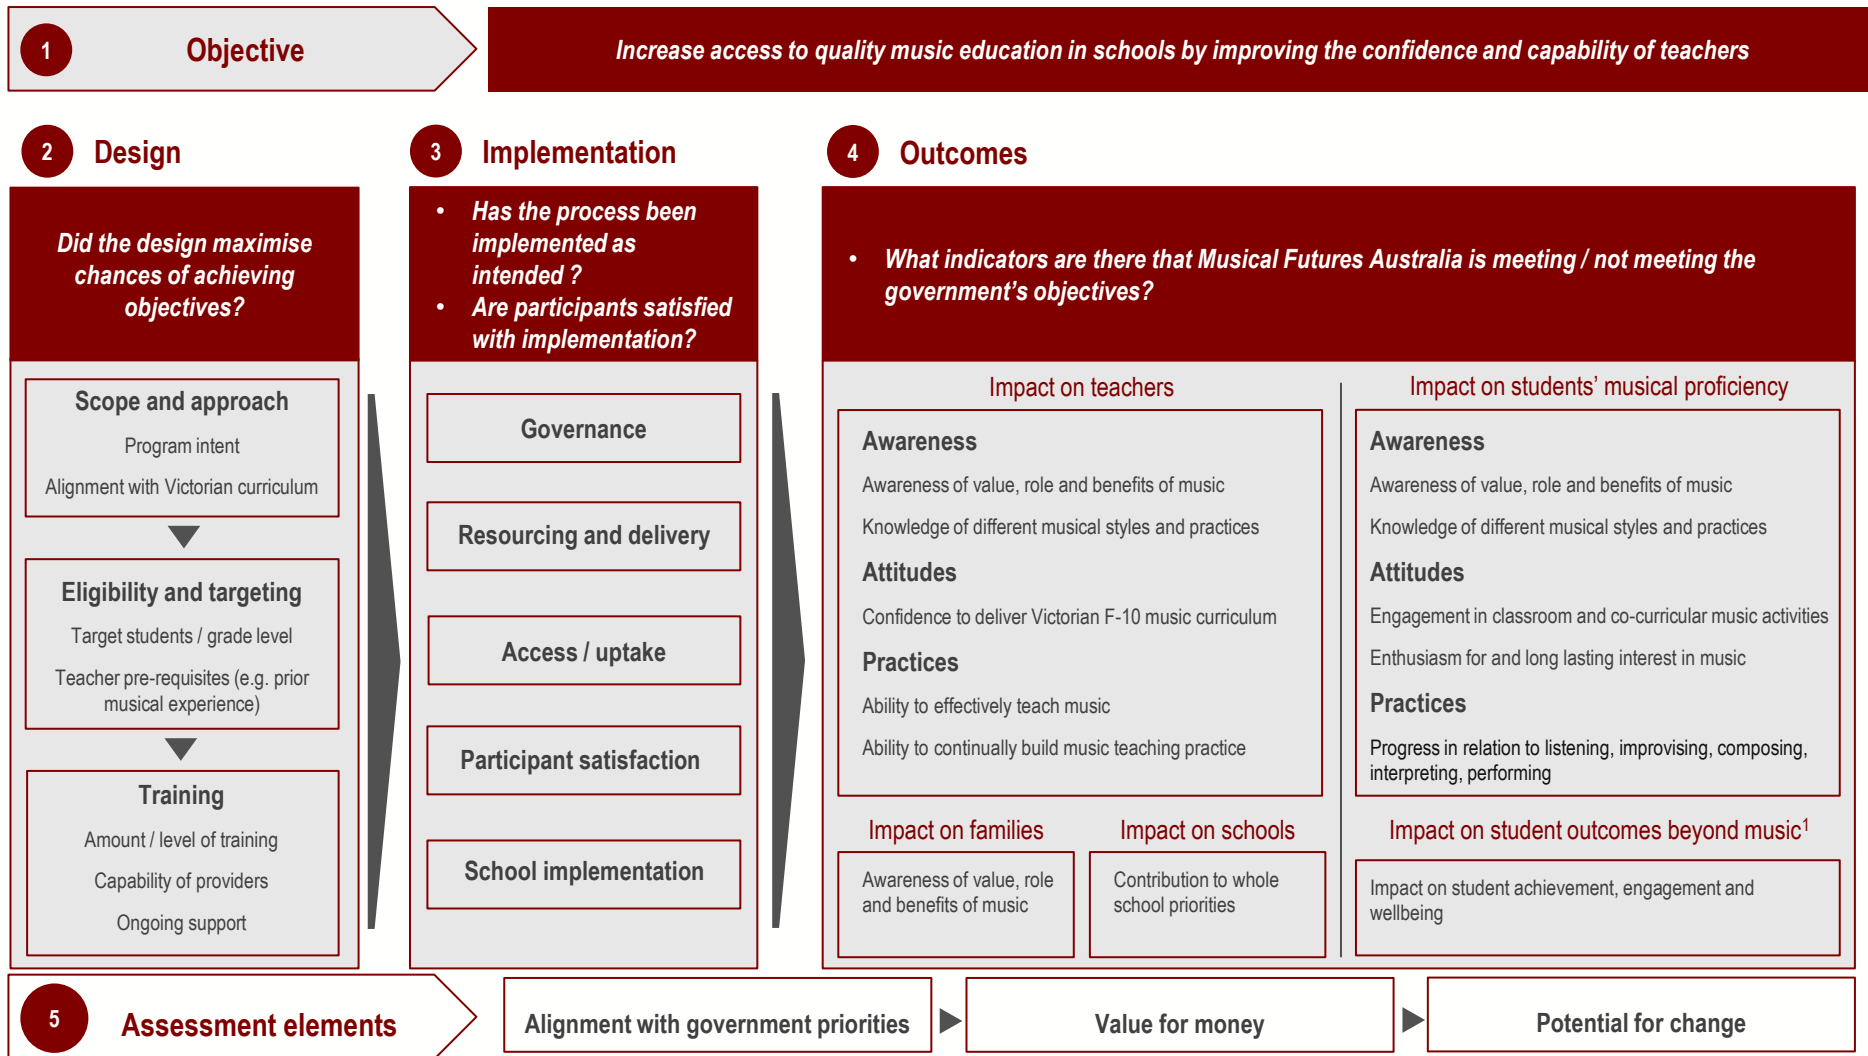 1
Objective
Increase access to quality music education in schools by improving the confidence and capability of teachers
2
Design
Did the design maximise
chances of achieving
objectives?
Scope and approach
Program intent
Alignment with Victorian curriculum
Eligibility and targeting
Target students / grade level
Teacher pre-requisites (e.g. prior
musical experience)
Training
Amount / level of training
Capability of providers
Ongoing support
3
Implementation
• Has the process been
implemented as
intended ?
• Are participants satisfied
with implementation?
Governance
Resourcing and delivery
Access / uptake
Participant satisfaction
School implementation
4
Outcomes
• What indicators are there that Musical Futures Australia is meeting / not meeting the
government's objectives?
Impact on teachers
Awareness
Awareness of value, role and benefits of music
Knowledge of different musical styles and practices
Attitudes
Confidence to deliver Victorian F-10 music curriculum
Practices
Ability to effectively teach music
Ability to continually build music teaching practice
Impact on students' musical proficiency
Awareness
Awareness of value, role and benefits of music
Knowledge of different musical styles and practices
Attitudes
Engagement in classroom and co-curricular music activities
Enthusiasm for and long lasting interest in music
Practices
Progress in relation to listening, improvising, composing,
interpreting, performing
Impact on families
Awareness of value, role
and benefits of music
Impact on schools
Contribution to whole
school priorities
Impact on student outcomes beyond music¹
Impact on student achievement, engagement and
wellbeing
5
Assessment elements
Alignment with government priorities
Value for money
Potential for change